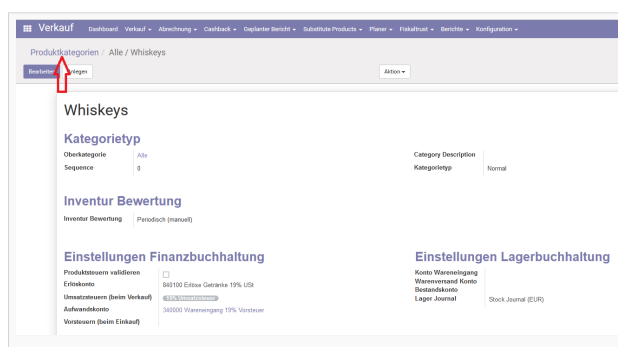 Verkauf Dashboard Verkauf Abrechnung Cashback Geplanter Bericht Substitute Products Planer Fiskaltrust Berichte Konfiguration
Produktkategorien / Alle / Whiskeys
Bearbeiten Anlegen Aktion
Whiskeys
Kategorietyp
Oberkategorie Alle Category Description
Sequence 0 Kategorietyp Normal
Inventur Bewertung
Inventur Bewertung Periodisch (manuell)
Einstellungen Finanzbuchhaltung Einstellungen Lagerbuchhaltung
Produktsteuern validieren Konto Wareneingang
Erlöskonto 840100 Erlöse Getränke 19% USt Warenversand Konto
Bestandskonto
Umsatzsteuern (beim Verkauf) 19% Umsatzsteuer Lager Journal Stock Journal (EUR)
Aufwandskonto 340000 Wareneingang 19% Vorsteuer
Vorsteuern (beim Einkauf)